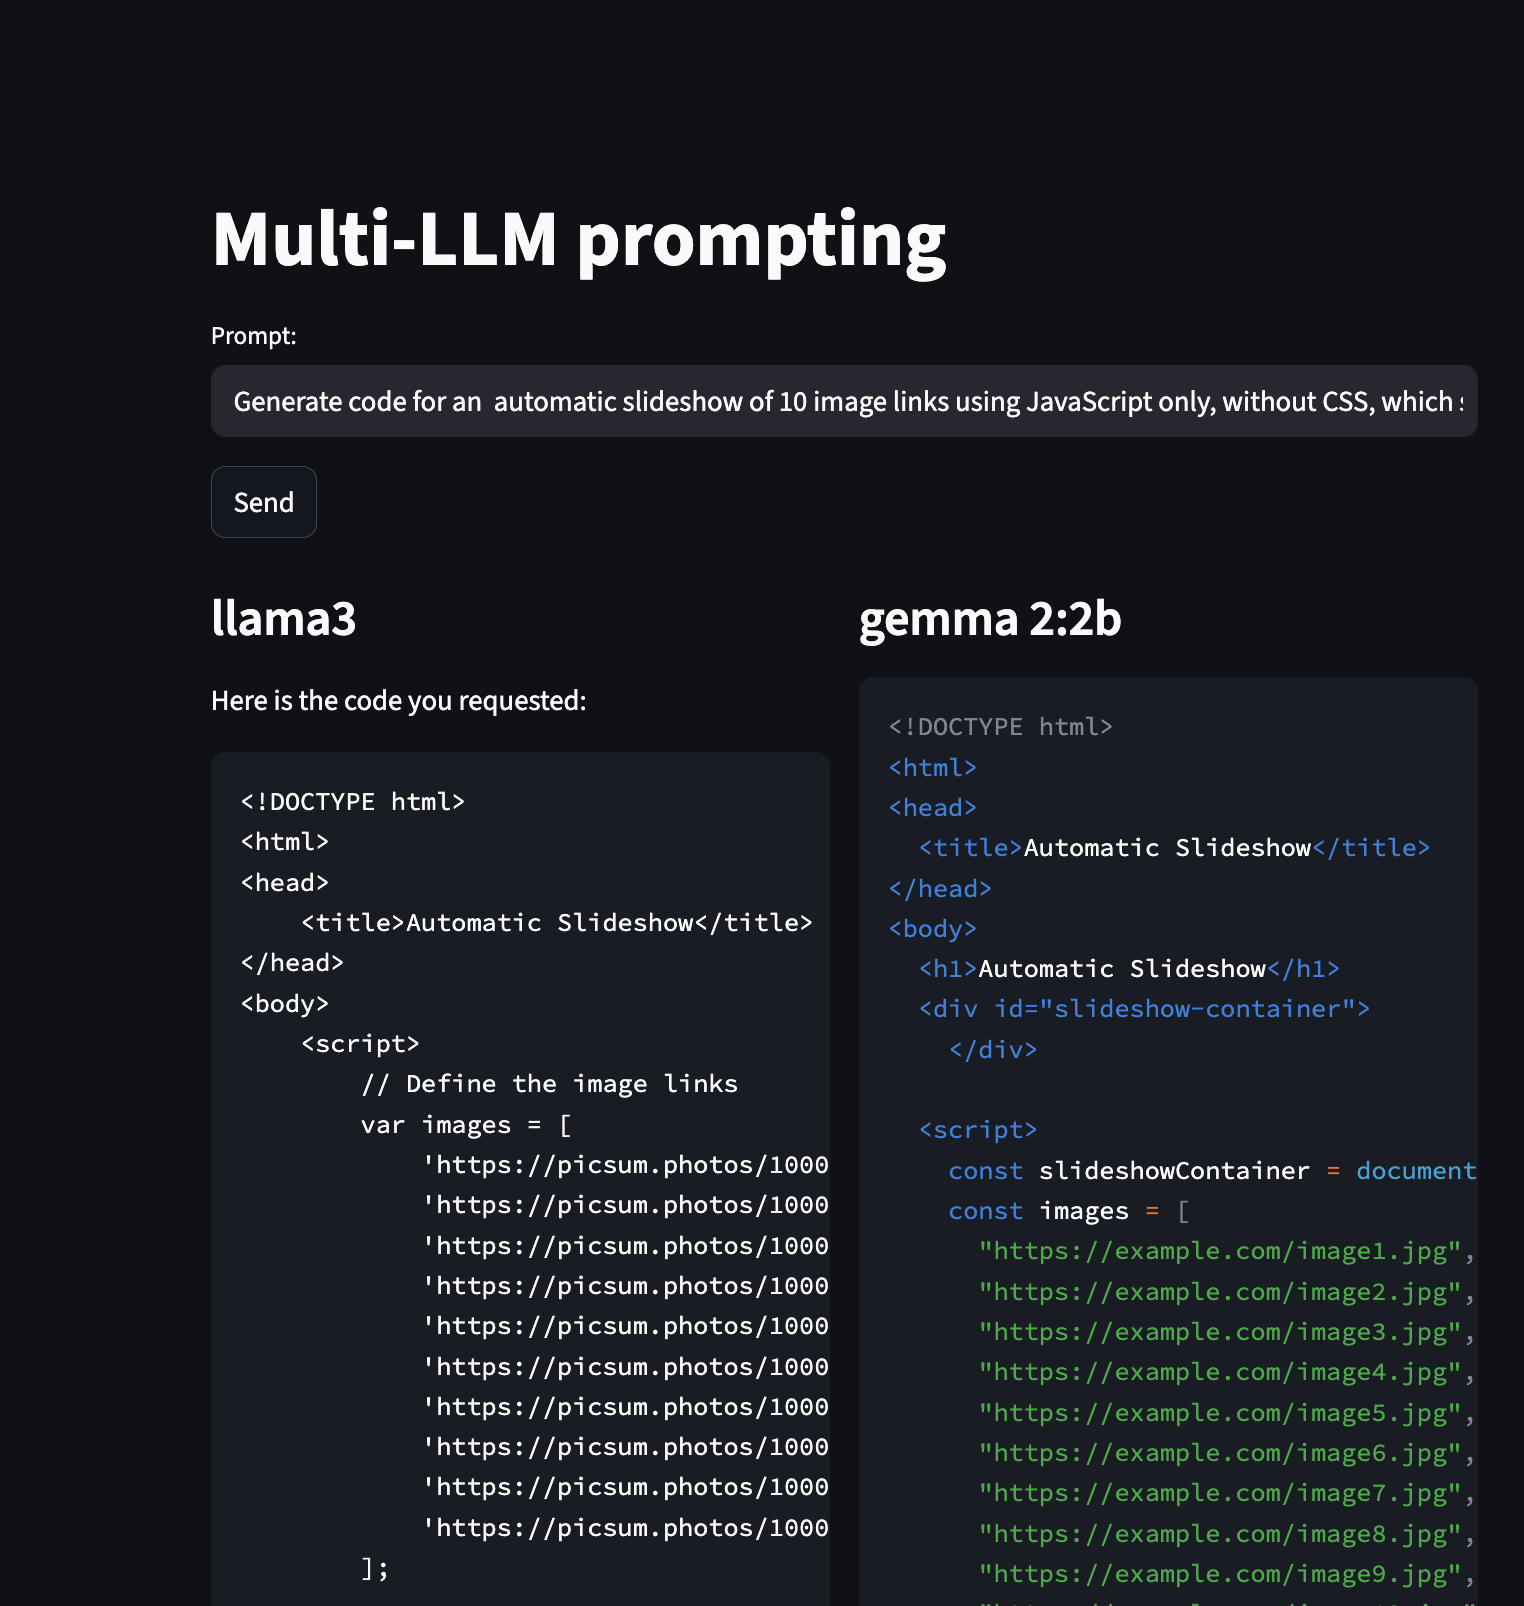 Multi-LLM prompting
Prompt:
Generate code for an  automatic slideshow of 10 image links using JavaScript only, without CSS, which
Send
llama3
Here is the code you requested:
<!DOCTYPE html>
<html>
<head>
    <title>Automatic Slideshow</title>
</head>
<body>
    <script>
        // Define the image links
        var images = [
            'https://picsum.photos/1000
            'https://picsum.photos/1000
            'https://picsum.photos/1000
            'https://picsum.photos/1000
            'https://picsum.photos/1000
            'https://picsum.photos/1000
            'https://picsum.photos/1000
            'https://picsum.photos/1000
            'https://picsum.photos/1000
            'https://picsum.photos/1000
        ];
gemma 2:2b
<!DOCTYPE html>
<html>
<head>
  <title>Automatic Slideshow</title>
</head>
<body>
  <h1>Automatic Slideshow</h1>
  <div id="slideshow-container">
    </div>
  <script>
    const slideshowContainer = document
    const images = [
      "https://example.com/image1.jpg",
      "https://example.com/image2.jpg",
      "https://example.com/image3.jpg",
      "https://example.com/image4.jpg",
      "https://example.com/image5.jpg",
      "https://example.com/image6.jpg",
      "https://example.com/image7.jpg",
      "https://example.com/image8.jpg",
      "https://example.com/image9.jpg",